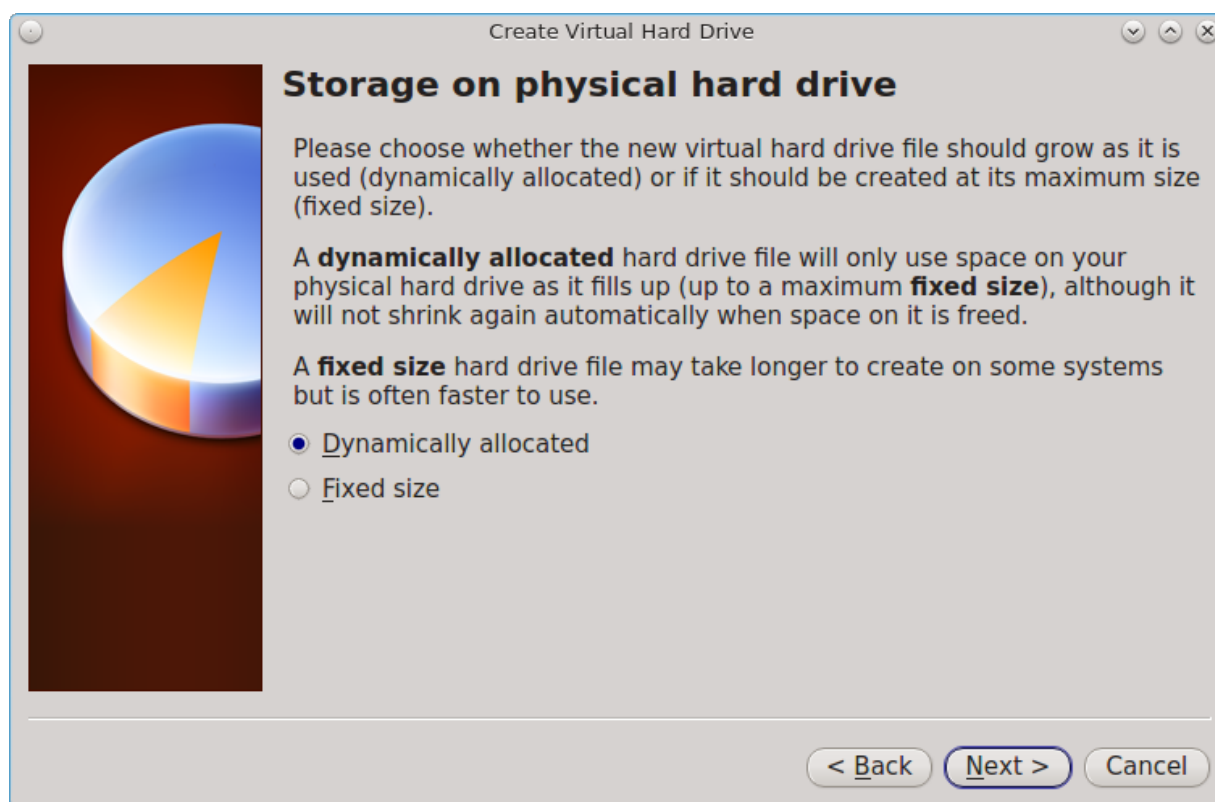 Create Virtual Hard Drive
Storage on physical hard drive
Please choose whether the new virtual hard drive file should grow as it is
used (dynamically allocated) or if it should be created at its maximum size
(fixed size).
A dynamically allocated hard drive file will only use space on your
physical hard drive as it fills up (up to a maximum fixed size), although it
will not shrink again automatically when space on it is freed.
A fixed size hard drive file may take longer to create on some systems
but is often faster to use.
Dynamically allocated
Fixed size
< Back
Next >
Cancel